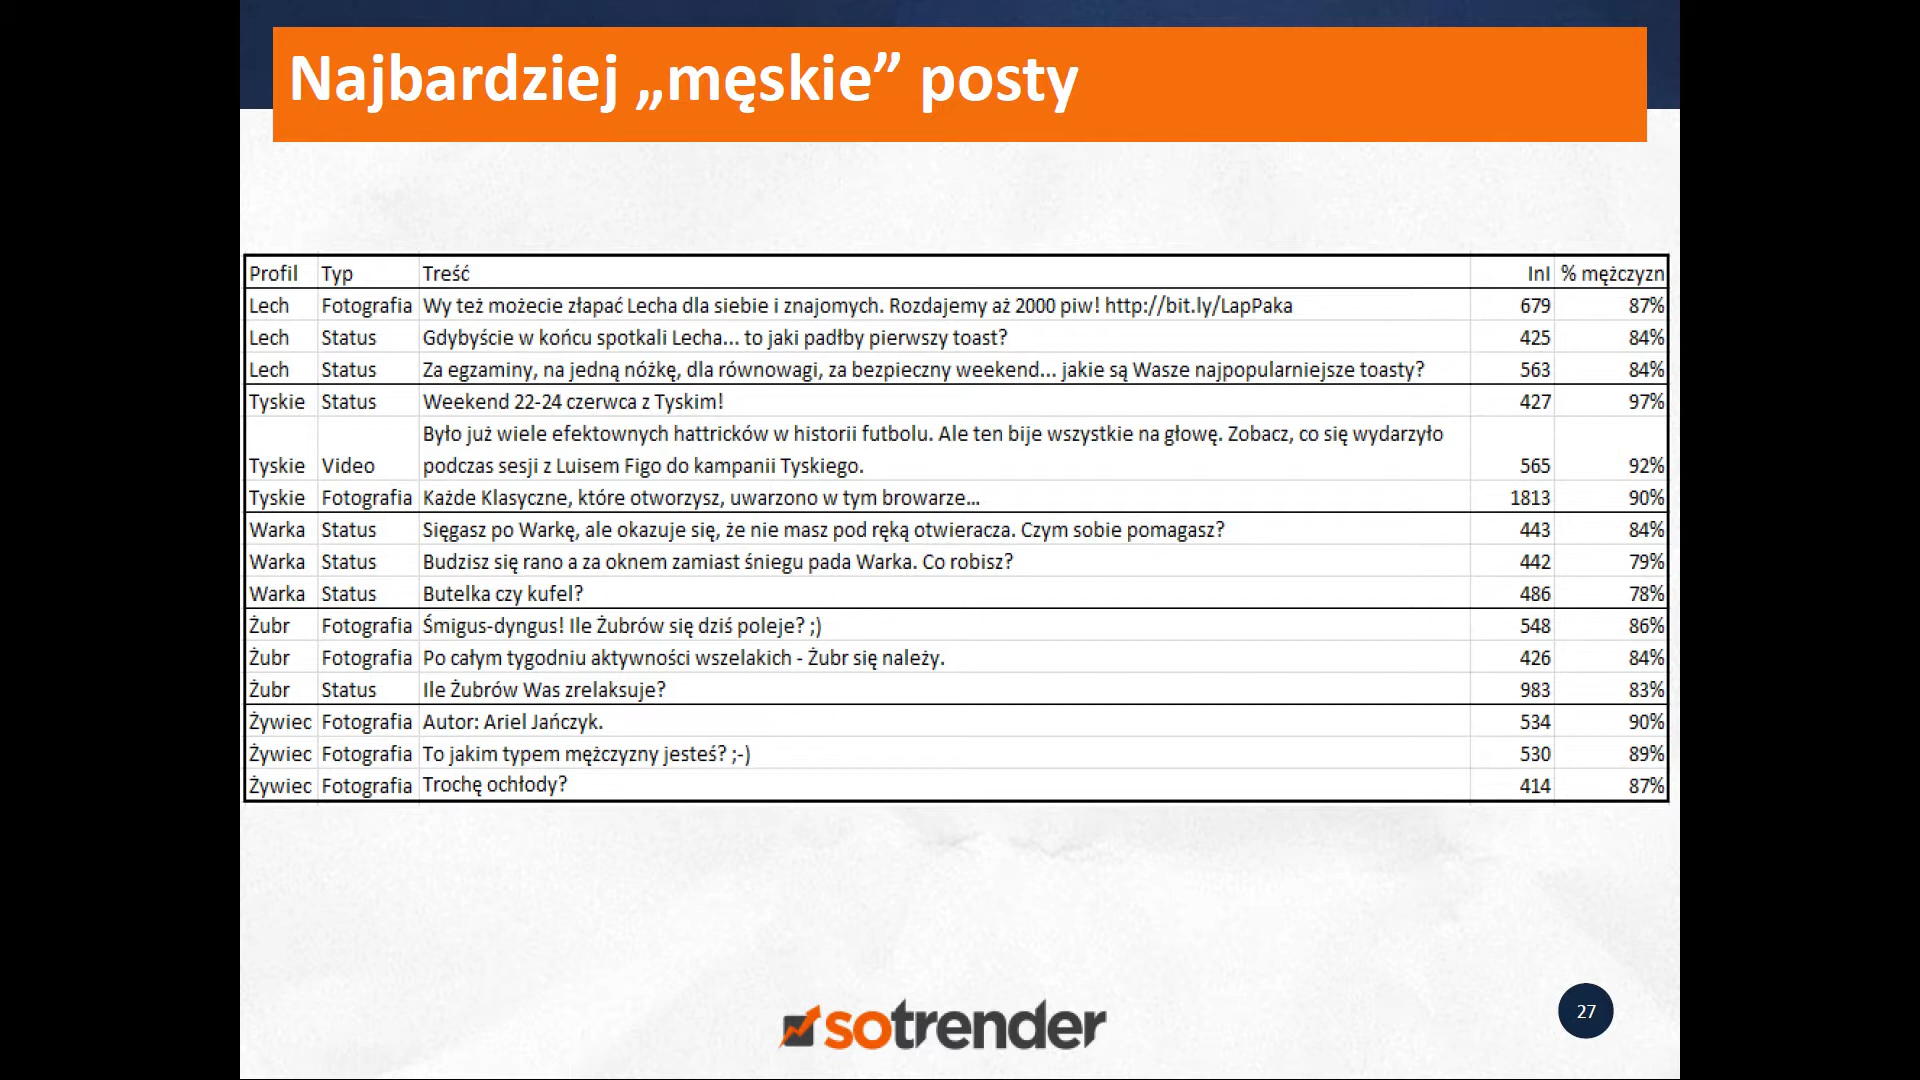 Najbardziej „męskie” posty
Profil Typ Treść InI % mężczyzn
Lech Fotografia Wy też możecie złapać Lecha dla siebie i znajomych. Rozdajemy aż 2000 piw! http://bit.ly/LapPaka 679 87%
Lech Status Gdybyście w końcu spotkali Lecha... to jaki padłby pierwszy toast? 425 84%
Lech Status Za egzaminy, na jedną nóżkę, dla równowagi, za bezpieczny weekend... jakie są Wasze najpopularniejsze toasty? 563 84%
Tyskie Status Weekend 22-24 czerwca z Tyskim! 427 97%
Było już wiele efektownych hattricków w historii futbolu. Ale ten bije wszystkie na głowę. Zobacz, co się wydarzyło
Tyskie Video podczas sesji z Luisem Figo do kampanii Tyskiego. 565 92%
Tyskie Fotografia Każde Klasyczne, które otworzysz, uwarzono w tym browarze... 1813 90%
Warka Status Sięgasz po Warkę, ale okazuje się, że nie masz pod ręką otwieracza. Czym sobie pomagasz? 443 84%
Warka Status Budzisz się rano a za oknem zamiast śniegu pada Warka. Co robisz? 442 79%
Warka Status Butelka czy kufel? 486 78%
Żubr Fotografia Śmigus-dyngus! Ile Żubrów się dziś poleje? ;) 548 86%
Żubr Fotografia Po całym tygodniu aktywności wszelakich - Żubr się należy. 426 84%
Żubr Status Ile Żubrów Was zrelaksuje? 983 83%
Żywiec Fotografia Autor: Ariel Jańczyk. 534 90%
Żywiec Fotografia To jakim typem mężczyzny jesteś? ;-) 530 89%
Żywiec Fotografia Trochę ochłody? 414 87%
sotrender
27